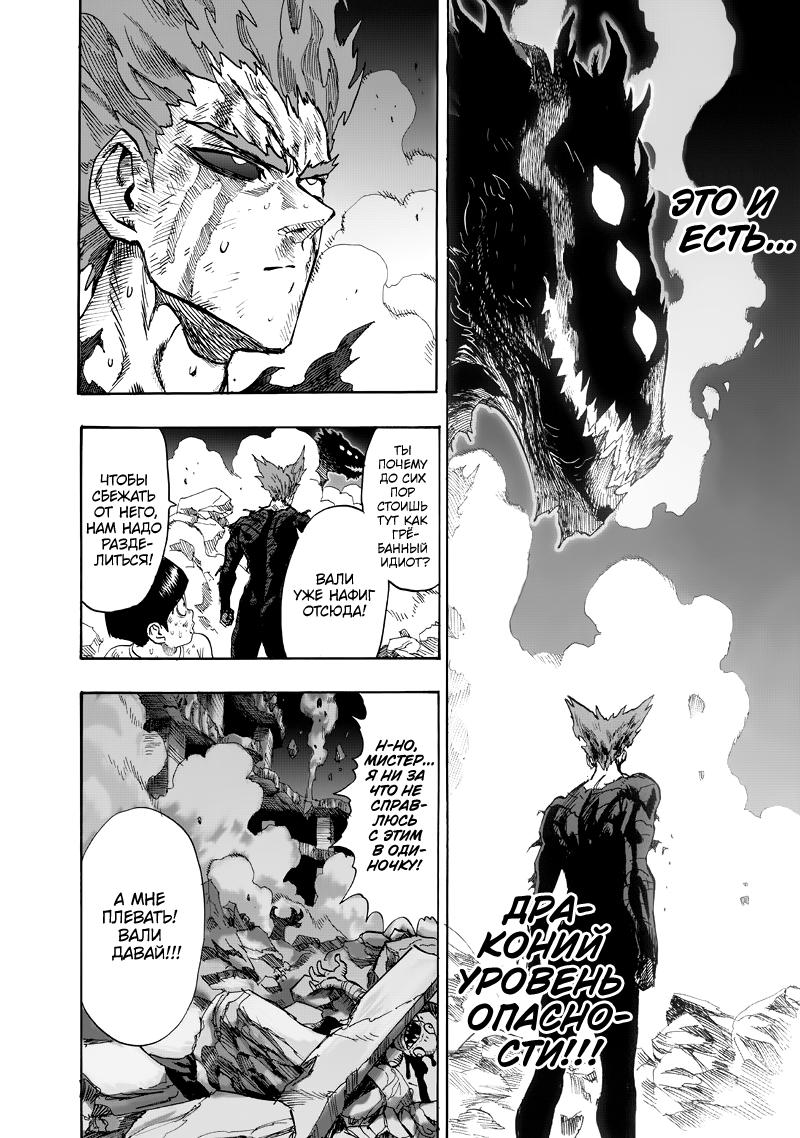 ЭТО И
ЕСТЬ...
ДРА-
КОНИЙ
УРОВЕНЬ
ОПАСНО-
СТИ!!!
ТЫ
ПОЧЕМУ
ДО СИХ
ПОР
СТОИШЬ
ТУТ КАК
ГРЁ-
БАННЫЙ
ИДИОТ?
ВАЛИ
УЖЕ НАФИГ
ОТСЮДА!
ЧТОБЫ
СБЕЖАТЬ
ОТ НЕГО,
НАМ НАДО
РАЗДЕ-
ЛИТЬСЯ!
Н-НО,
МИСТЕР...
Я НИ ЗА
ЧТО НЕ
СПРАВ-
ЛЮСЬ
С ЭТИМ
В ОДИ-
НОЧКУ!
А МНЕ
ПЛЕВАТЬ!
ВАЛИ
ДАВАЙ!!!